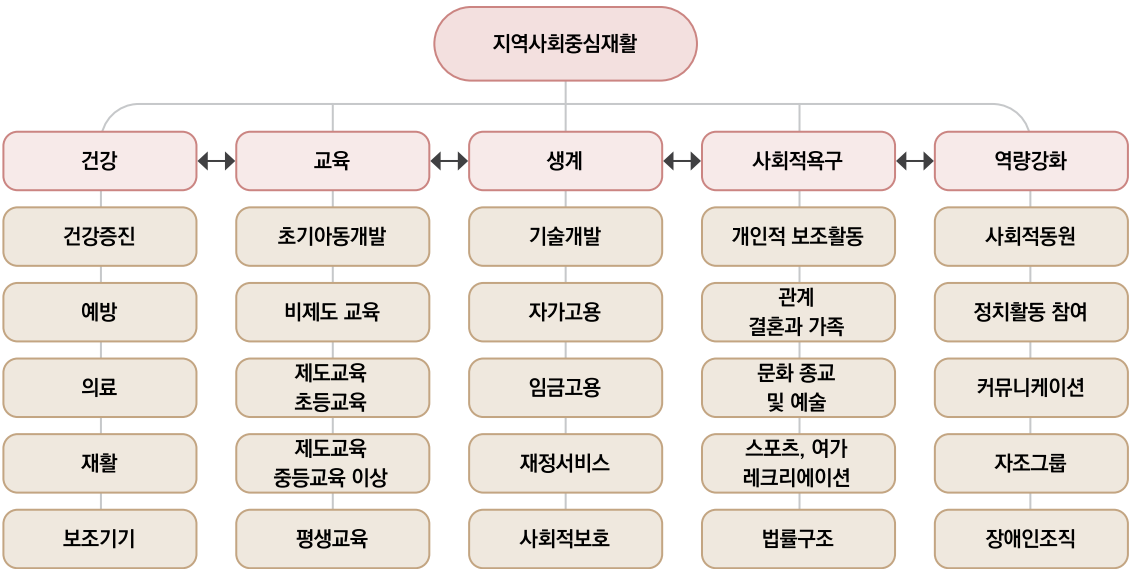 지역사회중심재활
건강
교육
생계
사회적욕구
역량강화
건강증진
초기아동개발
기술개발
개인적 보조활동
사회적동원
예방
비제도 교육
자가고용
관계
결혼과 가족
정치활동 참여
의료
제도교육
초등교육
임금고용
문화 종교
및 예술
커뮤니케이션
재활
제도교육
중등교육 이상
재정서비스
스포츠, 여가
레크리에이션
자조그룹
보조기기
평생교육
사회적보호
법률구조
장애인조직